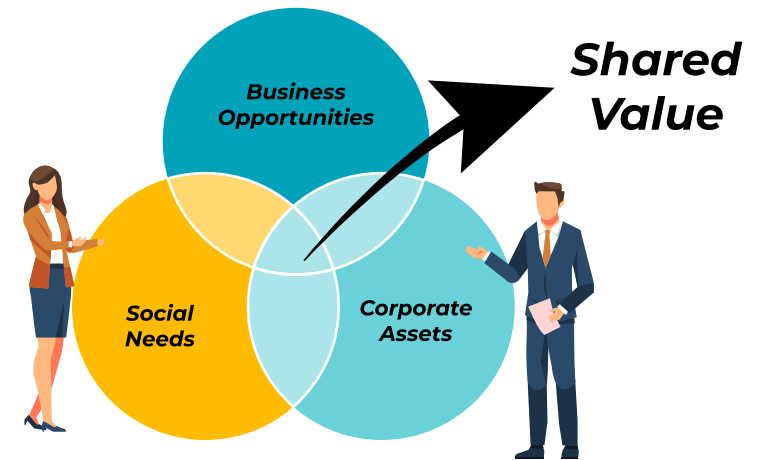 Shared
Value
Business
Opportunities
Social
Needs
Corporate
Assets